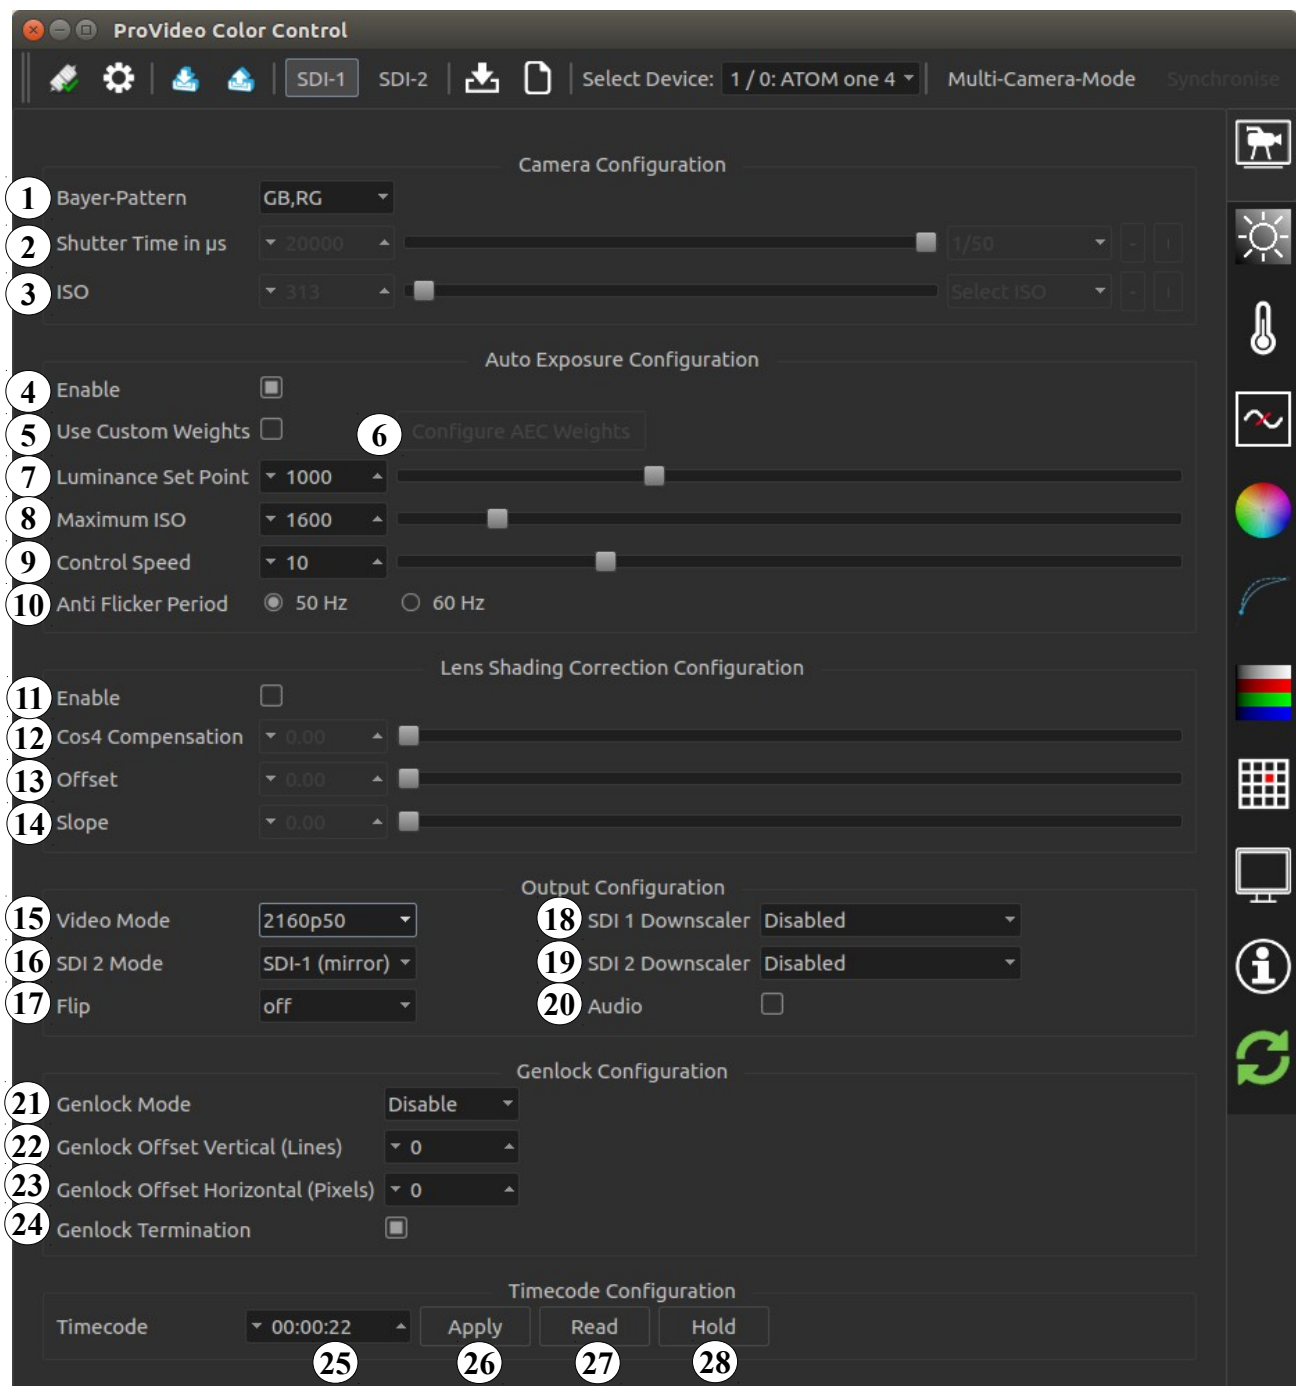 ProVideo Color Control
SDI-1 SDI-2 Select Device: 1 / 0: ATOM one 4 Multi-Camera-Mode Synchronise
Camera Configuration
1 Bayer-Pattern GB,RG
2 Shutter Time in µs 20000 1/50 -
3 ISO 313 Select ISO -
Auto Exposure Configuration
4 Enable
5 Use Custom Weights 6 Configure AEC Weights
7 Luminance Set Point 1000
8 Maximum ISO 1600
9 Control Speed 10
10 Anti Flicker Period 50 Hz 60 Hz
Lens Shading Correction Configuration
11 Enable
12 Cos4 Compensation 0.00
13 Offset 0.00
14 Slope 0.00
Output Configuration
15 Video Mode 2160p50 18 SDI 1 Downscaler Disabled
16 SDI 2 Mode SDI-1 (mirror) 19 SDI 2 Downscaler Disabled
17 Flip off 20 Audio
Genlock Configuration
21 Genlock Mode Disable
22 Genlock Offset Vertical (Lines) 0
23 Genlock Offset Horizontal (Pixels) 0
24 Genlock Termination
Timecode Configuration
Timecode 00:00:22 Apply Read Hold
25 26 27 28